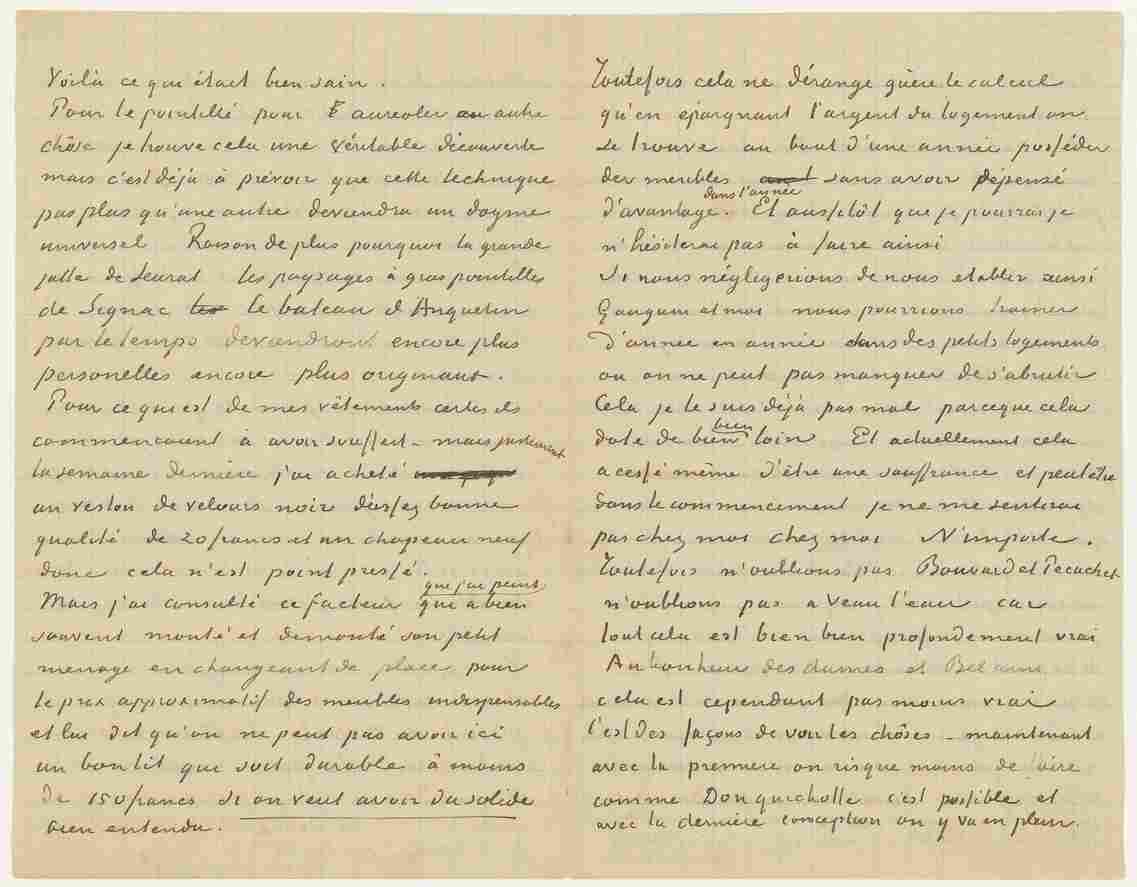 Voilà ce qui était bien sain.
Pour le pointillé pour E aureoler ou autre
chôse je trouve cela une véritable découverte
mais c'est déjà à prévoir que cette technique
pas plus qu'une autre deviendra un dogme
universel Raison de plus pourquoi la grande
jatte de Seurat les paysages à gros pointillés
de Signac les le bateau d'Anquetin
par le temps deviendront encore plus
personelles encore plus originaux.
Pour ce qui est de mes vêtements certes ils
commencaient à avoir souffert – mais justement
la semaine dernière j'ai acheté
un veston de velours noir d'assez bonne
qualité de 20 francs et un chapeau neuf
donc cela n'est point pressé.
Mais j'ai consulté ce facteur que j'ai peint qui a bien
souvent monté et demonté son petit
menage en changeant de place pour
le prix approximatif des meubles indispensables
et lui dit qu'on ne peut pas avoir ici
un bon lit qui soit durable à moins
de 150 francs si on veut avoir du solide
bien entendu.
Toutefois cela ne dérange guère le calcul
qu'en épargnant l'argent du logement on
se trouve au bout d'une année posséder
des meubles sans avoir dépensé
d'avantage dans l'année. Et aussitôt que je pourrai je
n'hésiterai pas à faire ainsi
Si nous négligerions de nous etablir ainsi
Gauguin et moi nous pourrions trainer
d'année en année dans des petits logements
ou on ne peut pas manquer de s'abrutir
Cela je le suis déjà pas mal parceque cela
date de bien bien loin Et actuellement cela
a cessé même d'être une souffrance et peutêtre
dans le commencement je ne me sentirai
pas chez moi chez moi N'importe.
Toutefois n'oublions pas Bouvard et Pecuchet
n'oublions pas a veau l'eau car
tout cela est bien bien profondement vrai
Au bonheur des dames et Bel ami
cela est cependant pas moins vrai
C'est des façons de voir les chôses – maintenant
avec la premiere on risque moins de faire
comme Don quichotte c'est possible et
avec la dernière conception on y va en plein.